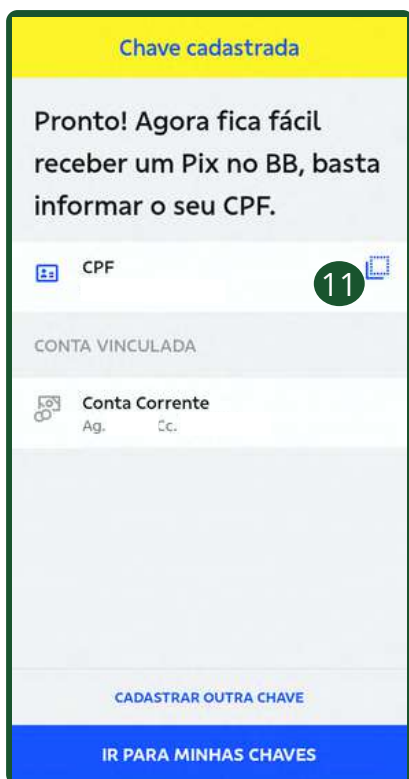 Chave cadastrada
Pronto! Agora fica fácil
receber um Pix no BB, basta
informar o seu CPF.
CPF
11
CONTA VINCULADA
Conta Corrente
Ag. Cc.
CADASTRAR OUTRA CHAVE
IR PARA MINHAS CHAVES